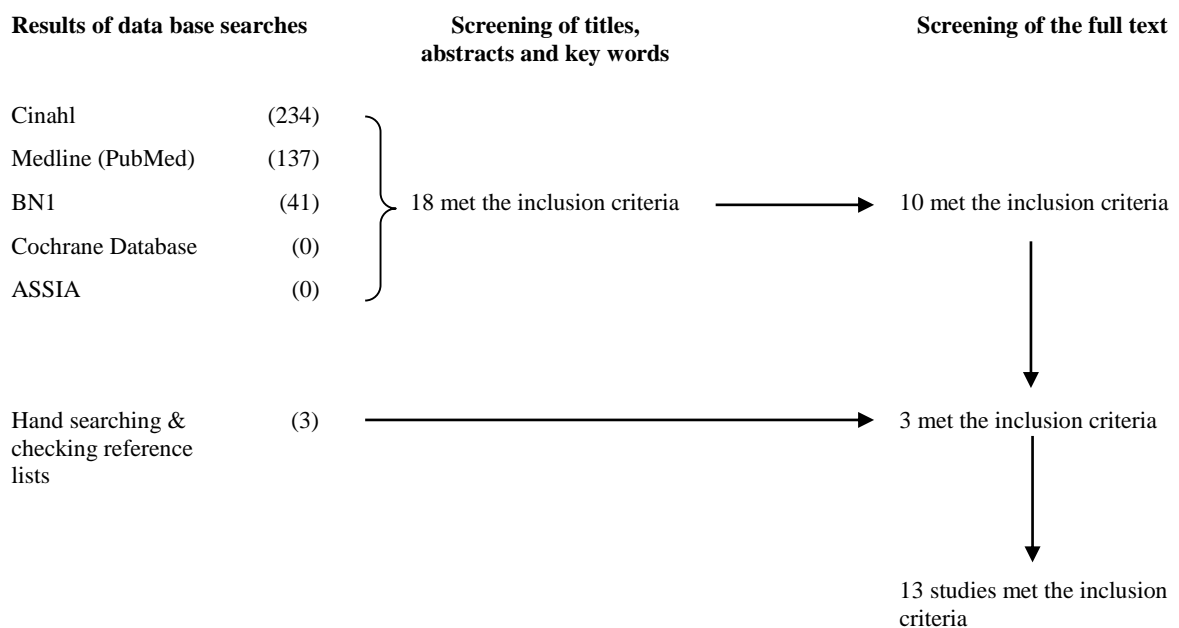 Results of data base searches
Screening of titles,
abstracts and key words
Screening of the full text
Cinahl (234)
Medline (PubMed) (137)
BN1 (41)
18 met the inclusion criteria
10 met the inclusion criteria
Cochrane Database (0)
ASSIA (0)
Hand searching & (3)
checking reference
lists
3 met the inclusion criteria
13 studies met the inclusion
criteria